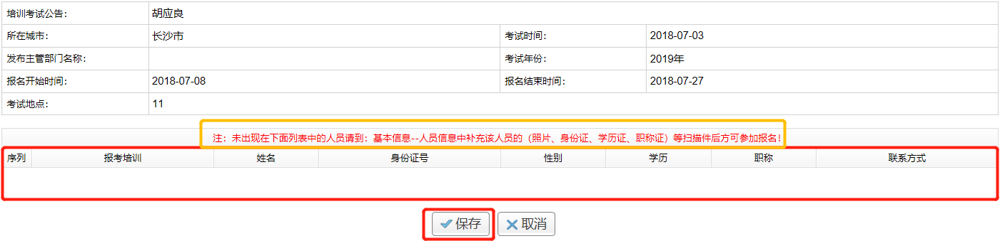 培训考试公告： 胡应良
所在城市： 长沙市 考试时间： 2018-07-03
发布主管部门名称： 考试年份： 2019年
报名开始时间： 2018-07-08 报名结束时间： 2018-07-27
考试地点： 11
注：未出现在下面列表中的人员请到：基本信息--人员信息中补充该人员的（照片、身份证、学历证、职称证）等扫描件后方可参加报名！
序列 报考培训 姓名 身份证号 性别 学历 职称 联系方式
保存 取消